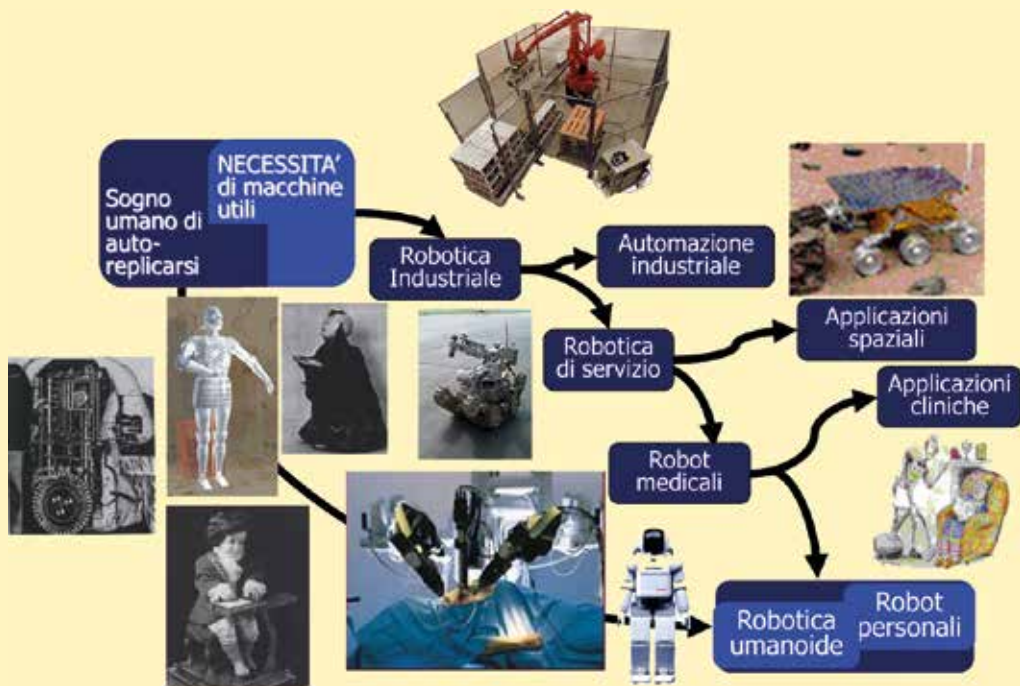 NECESSITA’
di macchine
utili
Sogno
umano di
auto-
replicarsi
Robotica
Industriale
Automazione
industriale
Robotica
di servizio
Applicazioni
spaziali
Applicazioni
cliniche
Robot
medicali
Robotica
umanoide
Robot
personali